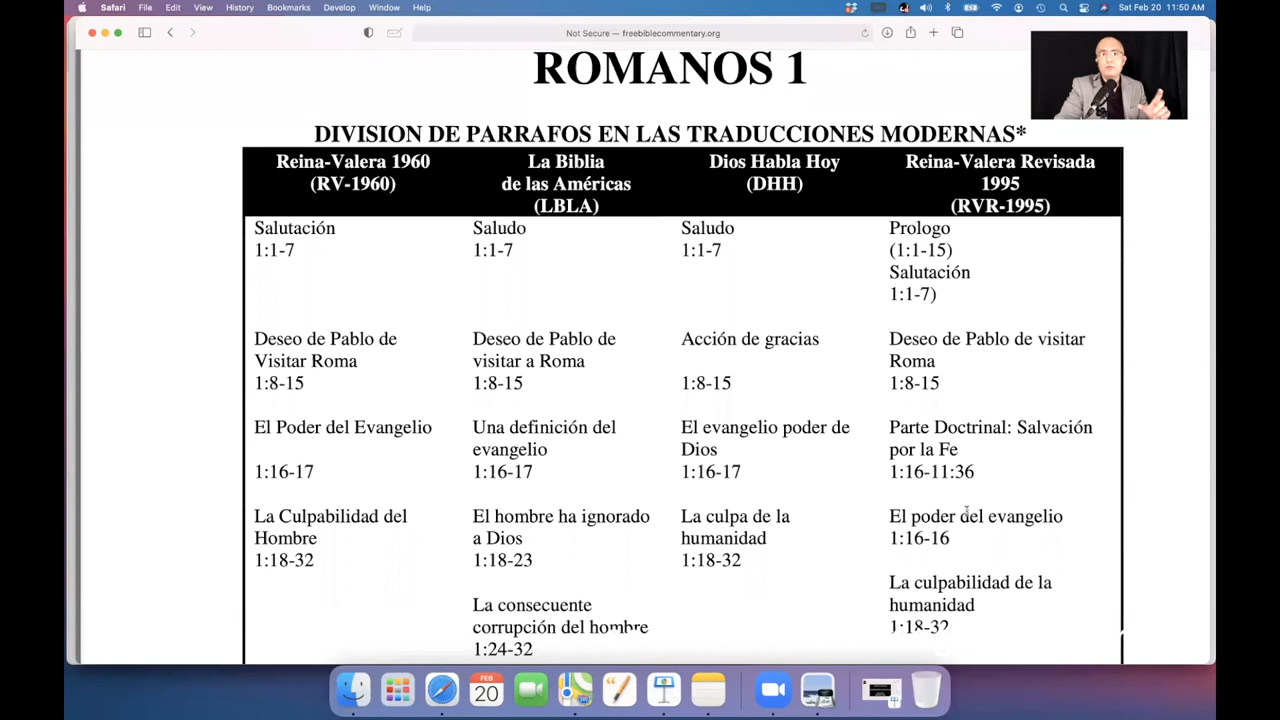 Safari File Edit View History Bookmarks Develop Window Help Sat Feb 20 11:50 AM
Not Secure — freebiblecommentary.org
ROMANOS 1
DIVISION DE PARRAFOS EN LAS TRADUCCIONES MODERNAS*
Reina-Valera 1960
(RV-1960)
La Biblia
de las Américas
(LBLA)
Dios Habla Hoy
(DHH)
Reina-Valera Revisada
1995
(RVR-1995)
Salutación
1:1-7
Saludo
1:1-7
Saludo
1:1-7
Prologo
(1:1-15)
Salutación
1:1-7)
Deseo de Pablo de
Visitar Roma
1:8-15
Deseo de Pablo de
visitar a Roma
1:8-15
Acción de gracias
1:8-15
Deseo de Pablo de visitar
Roma
1:8-15
El Poder del Evangelio
1:16-17
Una definición del
evangelio
1:16-17
El evangelio poder de
Dios
1:16-17
Parte Doctrinal: Salvación
por la Fe
1:16-11:36
La Culpabilidad del
Hombre
1:18-32
El hombre ha ignorado
a Dios
1:18-23
La culpa de la
humanidad
1:18-32
El poder del evangelio
1:16-16
La consecuente
corrupción del hombre
1:24-32
La culpabilidad de la
humanidad
1:18-32
FEB
20